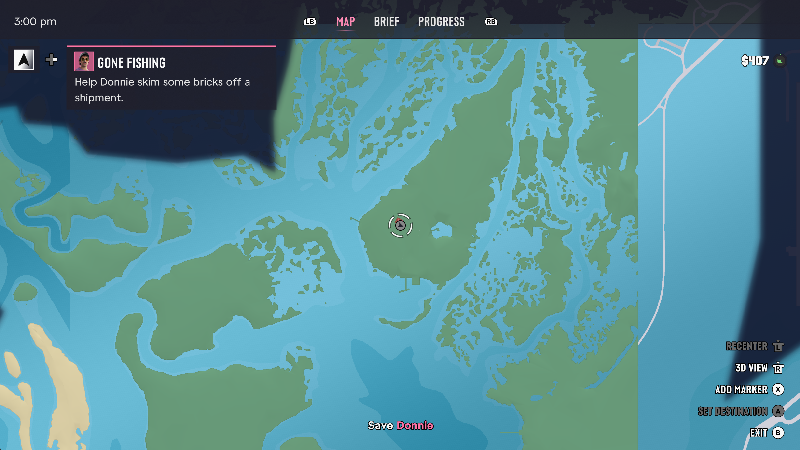 3:00 pm
LB MAP BRIEF PROGRESS RB
$407
GONE FISHING
Help Donnie skim some bricks off a
shipment.
RECENTER L
3D VIEW R
ADD MARKER X
SET DESTINATION A
EXIT B
Save Donnie